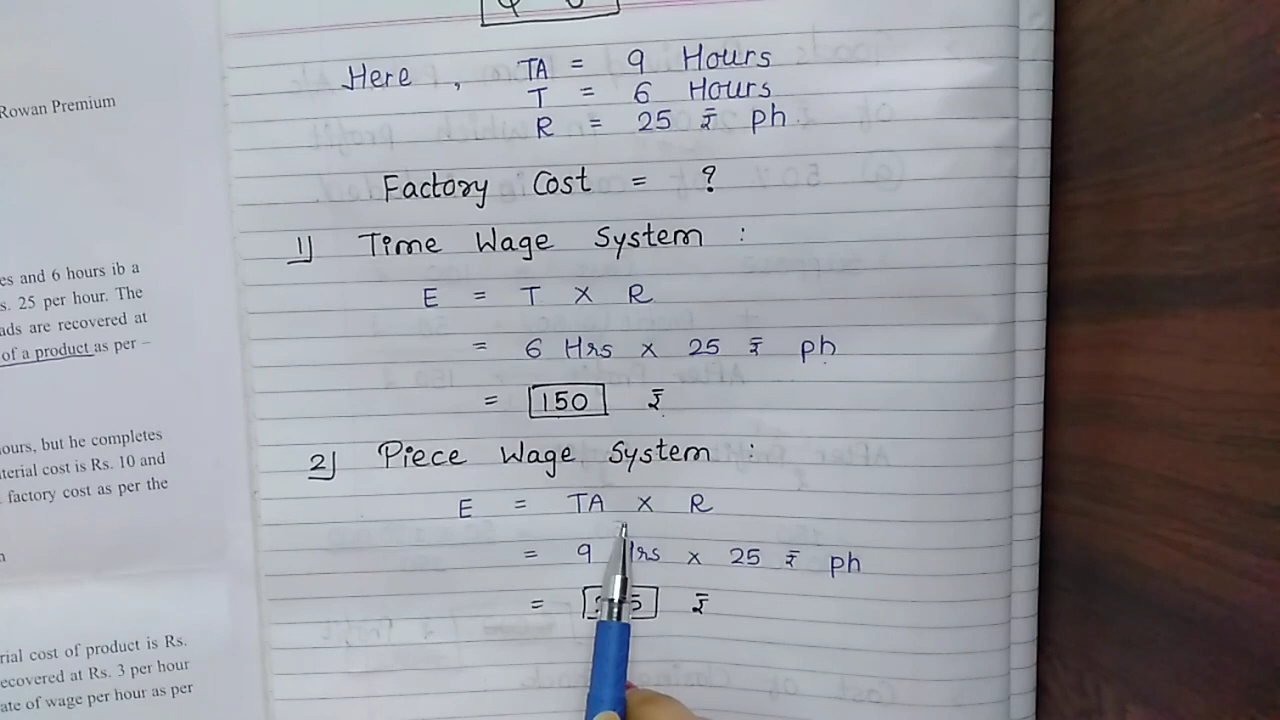 Rowan Premium
es and 6 hours ib a
s. 25 per hour. The
ads are recovered at
of a product as per –
ours, but he completes
terial cost is Rs. 10 and
factory cost as per the
rial cost of product is Rs.
ecovered at Rs. 3 per hour
ate of wage per hour as per
Here , TA = 9 Hours
T = 6 Hours
R = 25 ₹ ph.
Factory Cost = ?
1) Time Wage System :
E = T X R
= 6 Hrs x 25 ₹ ph
= 150 ₹
2) Piece Wage System :
E = TA X R
= 9 Hrs x 25 ₹ ph
= ₹